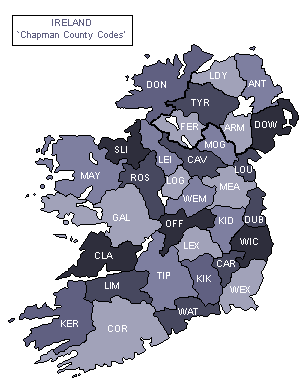 IRELAND
`Chapman County Codes'
LDY
DON
ANT
TYR
FER
ARM
DOW
MOG
SLI
LEI
CAV
LOU
MAY
ROS
LOG
MEA
WEM
GAL
OFF
KID
DUB
LEX
WIC
CLA
CAR
TIP
KIK
LIM
WEX
WAT
KER
COR